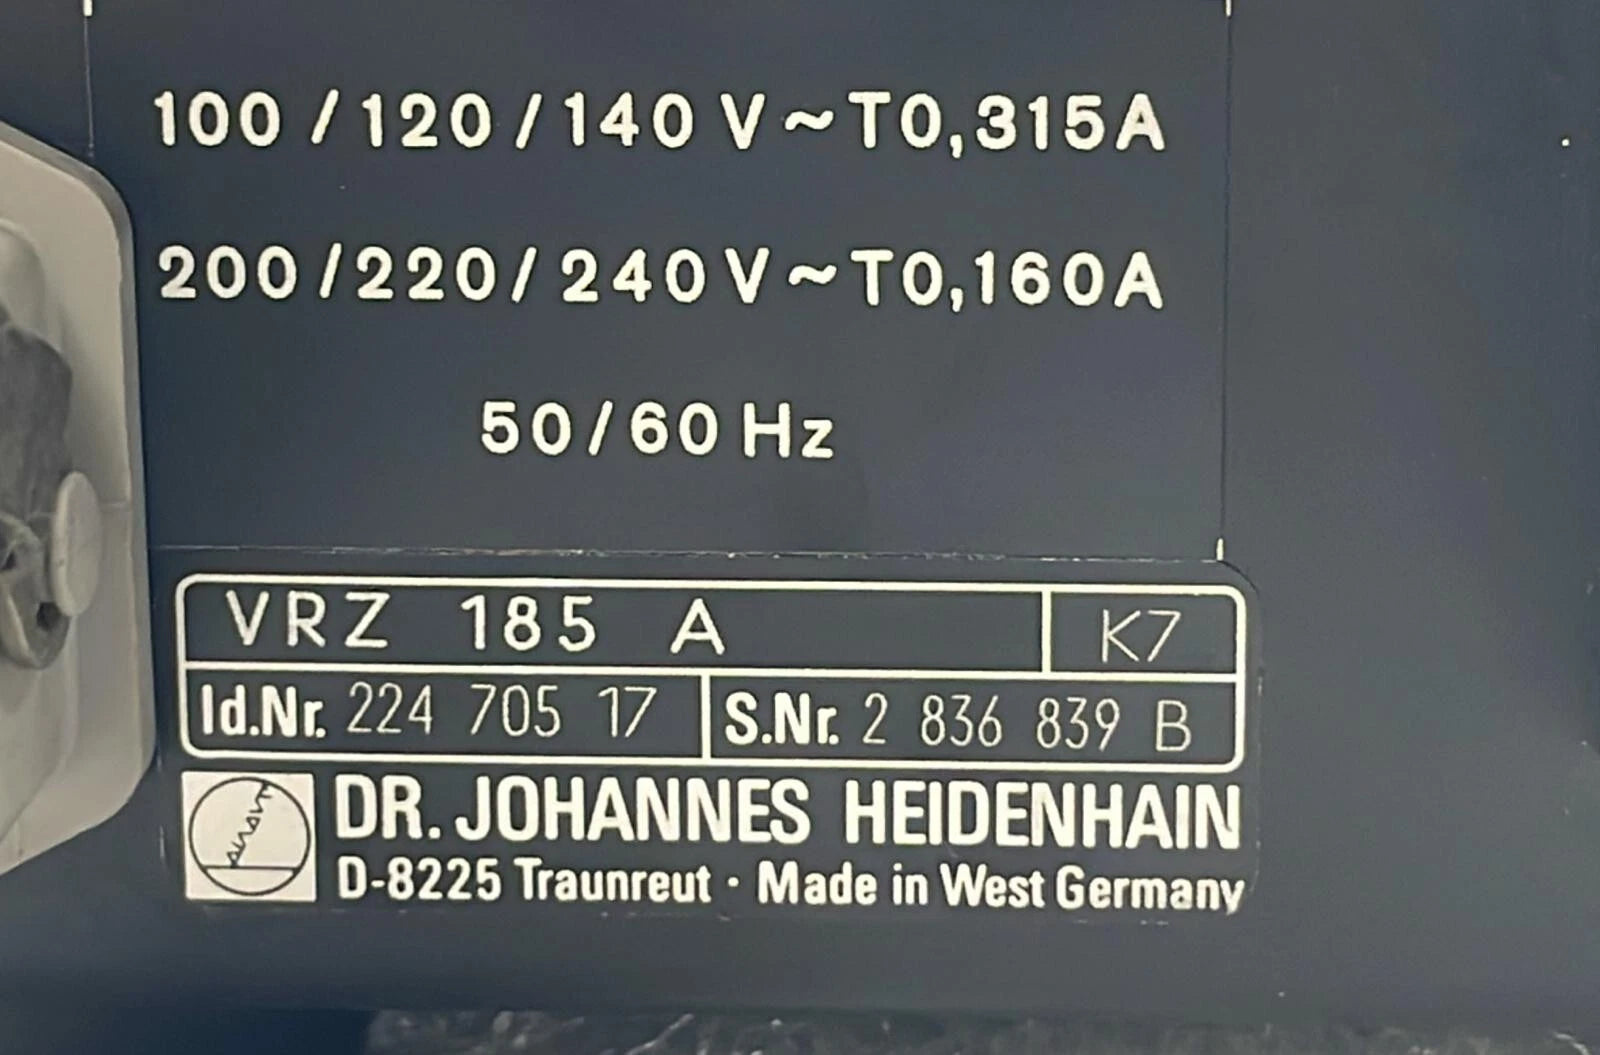 100/120/140 V~T0,315A
200/220/240V~T0,160A
50/60 Hz
VRZ 185 A K7
Id.Nr. 224 705 17 S.Nr. 2 836 839 B
DR. JOHANNES HEIDENHAIN
D-8225 Traunreut · Made in West Germany